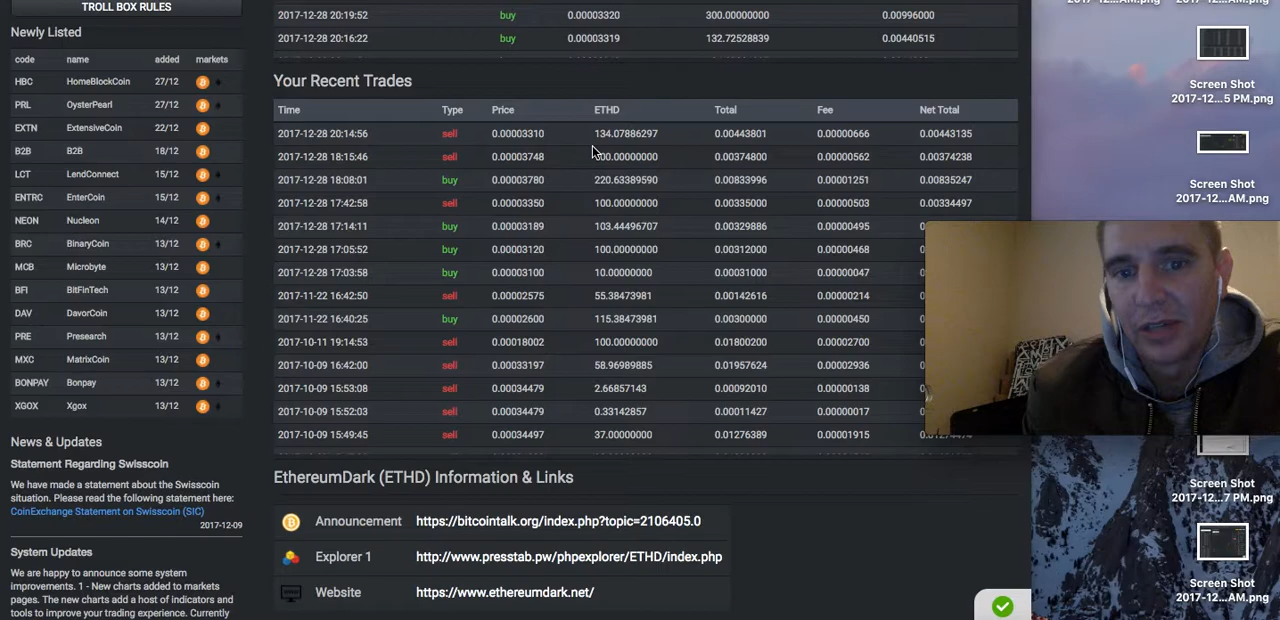 TROLL BOX RULES
Newly Listed
code name added markets
HBC HomeBlockCoin 27/12
PRL OysterPearl 27/12
EXTN ExtensiveCoin 22/12
B2B B2B 18/12
LCT LendConnect 15/12
ENTRC EnterCoin 15/12
NEON Nucleon 14/12
BRC BinaryCoin 13/12
MCB Microbyte 13/12
BFI BitFinTech 13/12
DAV DavorCoin 13/12
PRE Presearch 13/12
MXC MatrixCoin 13/12
BONPAY Bonpay 13/12
XGOX Xgox 13/12
News & Updates
Statement Regarding Swisscoin
We have made a statement about the Swisscoin
situation. Please read the following statement here:
CoinExchange Statement on Swisscoin (SIC)
2017-12-09
System Updates
We are happy to announce some system
improvements. 1 - New charts added to markets
pages. The new charts add a host of indicators and
tools to improve your trading experience. Currently
2017-12-28 20:19:52 buy 0.00003320 300.00000000 0.00996000
2017-12-28 20:16:22 buy 0.00003319 132.72528839 0.00440515
Your Recent Trades
Time Type Price ETHD Total Fee Net Total
2017-12-28 20:14:56 sell 0.00003310 134.07886297 0.00443801 0.00000666 0.00443135
2017-12-28 18:15:46 sell 0.00003748 00.00000000 0.00374800 0.00000562 0.00374238
2017-12-28 18:08:01 buy 0.00003780 220.63389590 0.00833996 0.00001251 0.00835247
2017-12-28 17:42:58 sell 0.00003350 100.00000000 0.00335000 0.00000503 0.00334497
2017-12-28 17:14:11 buy 0.00003189 103.44496707 0.00329886 0.00000495
2017-12-28 17:05:52 buy 0.00003120 100.00000000 0.00312000 0.00000468
2017-12-28 17:03:58 buy 0.00003100 10.00000000 0.00031000 0.00000047
2017-11-22 16:42:50 sell 0.00002575 55.38473981 0.00142616 0.00000214
2017-11-22 16:40:25 buy 0.00002600 115.38473981 0.00300000 0.00000450
2017-10-11 19:14:53 sell 0.00018002 100.00000000 0.01800200 0.00002700
2017-10-09 16:42:00 sell 0.00033197 58.96989885 0.01957624 0.00002936
2017-10-09 15:53:08 sell 0.00034479 2.66857143 0.00092010 0.00000138
2017-10-09 15:52:03 sell 0.00034479 0.33142857 0.00011427 0.00000017
2017-10-09 15:49:45 sell 0.00034497 37.00000000 0.01276389 0.00001915
EthereumDark (ETHD) Information & Links
Announcement https://bitcointalk.org/index.php?topic=2106405.0
Explorer 1 http://www.presstab.pw/phpexplorer/ETHD/index.php
Website https://www.ethereumdark.net/
Screen Shot
2017-12...5 PM.png
Screen Shot
2017-12...AM.png
Screen Shot
2017-12...7 PM.png
Screen Shot
2017-12...AM.png